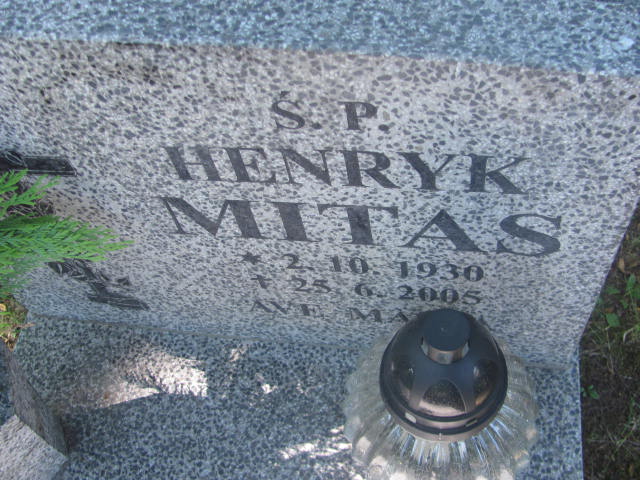 Ś. P.
HENRYK
MITAS
* 2. 10. 1930
✝ 25. 6. 2005
AVE